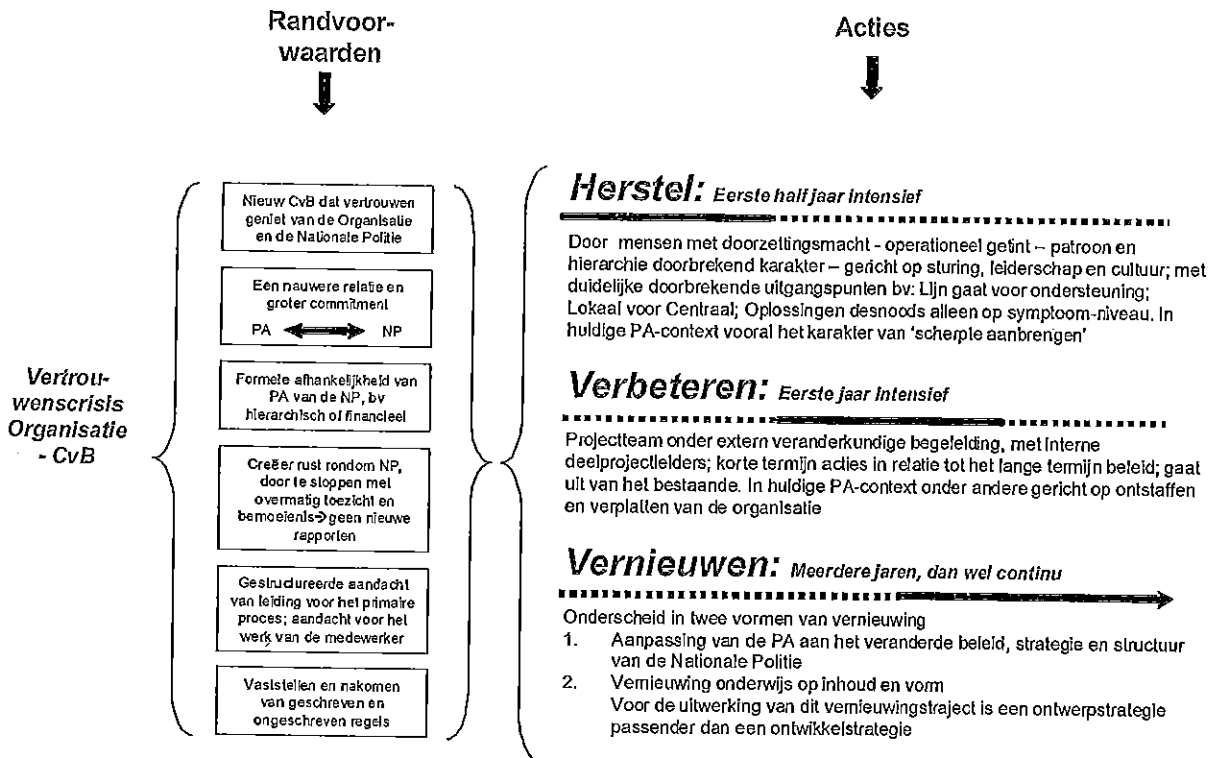 Randvoor-
waarden
Acties
Vertrou-
wenscrisis
Organisatie
- CvB
Nieuw CvB dat vertrouwen
geniet van de Organisatie
en de Nationale Politie
Een nauwere relatie en
groter commitment
PA NP
Formele afhankelijkheid van
PA van de NP, bv
hierarchisch of financieel
Creëer rust rondom NP,
door te stoppen met
overmatig toezicht en
bemoeienis→geen nieuwe
rapporten
Gestructureerde aandacht
van leiding voor het primaire
proces; aandacht voor het
werk van de medewerker
Vaststellen en nakomen
van geschreven en
ongeschreven regels
Herstel: Eerste half jaar intensief
Door mensen met doorzettingsmacht - operationeel getint – patroon en
hierarchie doorbrekend karakter – gericht op sturing, leiderschap en cultuur; met
duidelijke doorbrekende uitgangspunten bv: Lijn gaat voor ondersteuning;
Lokaal voor Centraal; Oplossingen desnoods alleen op symptoom-niveau. In
huidige PA-context vooral het karakter van 'scherpte aanbrengen'
Verbeteren: Eerste jaar intensief
Projectteam onder extern veranderkundige begeleiding, met interne
deelprojectleiders; korte termijn acties in relatie tot het lange termijn beleid; gaat
uit van het bestaande. In huidige PA-context onder andere gericht op ontstaffen
en verplatten van de organisatie
Vernieuwen: Meerdere jaren, dan wel continu
Onderscheid in twee vormen van vernieuwing
1. Aanpassing van de PA aan het veranderde beleid, strategie en structuur
van de Nationale Politie
2. Vernieuwing onderwijs op inhoud en vorm
Voor de uitwerking van dit vernieuwingstraject is een ontwerpstrategie
passender dan een ontwikkelstrategie